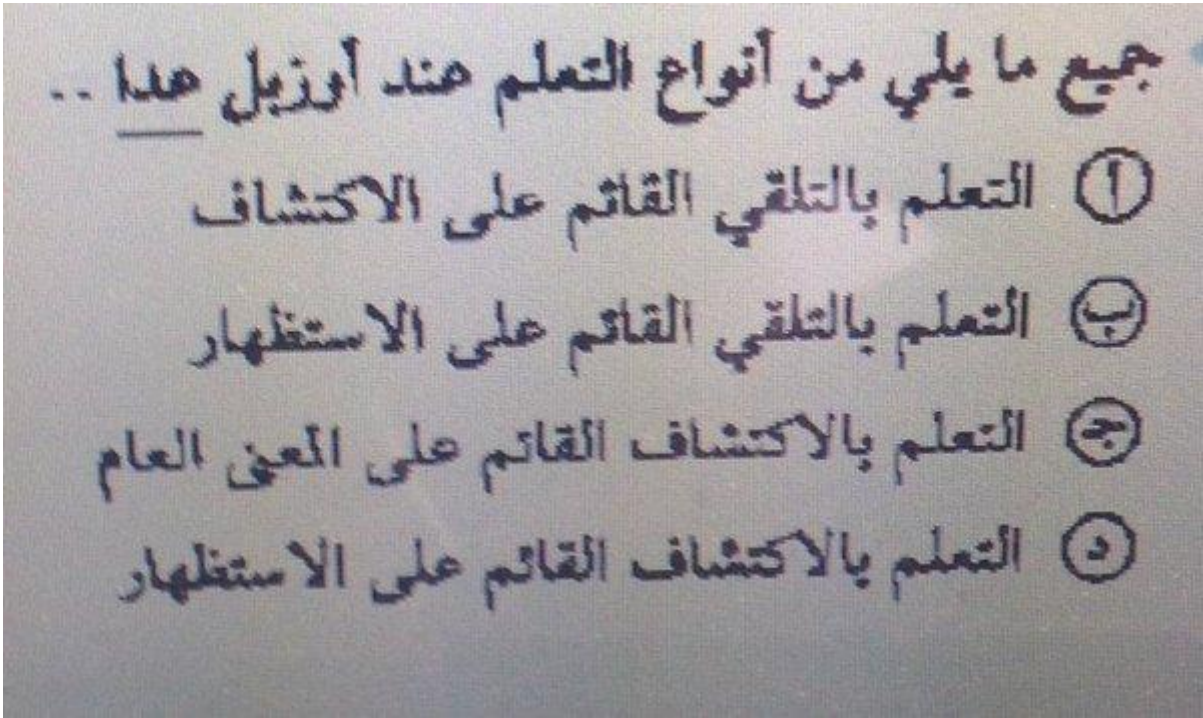 جميع ما يلي من أنواع التعلم عند أوزبل عدا ..
أ التعلم بالتلقي القائم على الاكتشاف
ب التعلم بالتلقي القائم على الاستظهار
ج التعلم بالاكتشاف القائم على المعنى العام
د التعلم بالاكتشاف القائم على الاستظهار